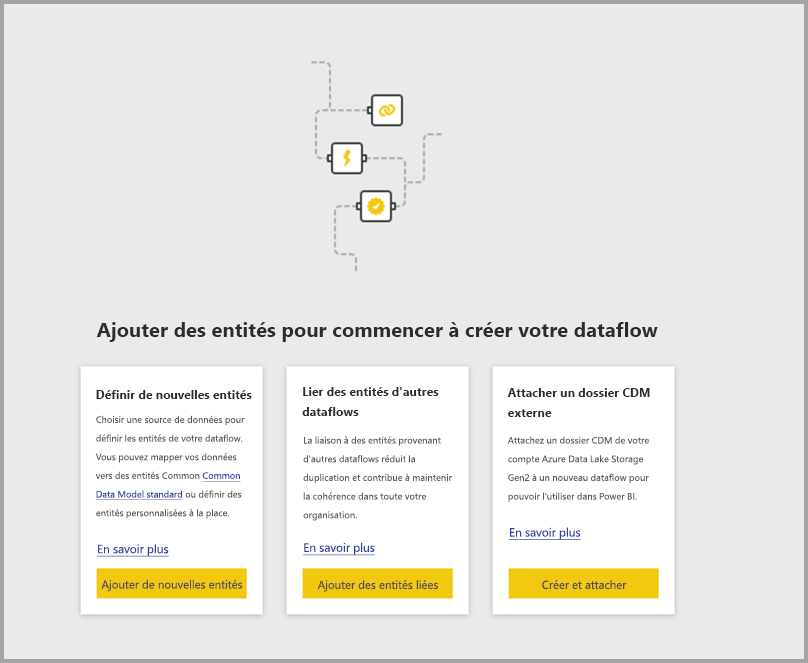 Ajouter des entités pour commencer à créer votre dataflow
Définir de nouvelles entités
Choisir une source de données pour
définir les entités de votre dataflow.
Vous pouvez mapper vos données
vers des entités Common Common
Data Model standard ou définir des
entités personnalisées à la place.
En savoir plus
Ajouter de nouvelles entités
Lier des entités d'autres
dataflows
La liaison à des entités provenant
d'autres dataflows réduit la
duplication et contribue à maintenir
la cohérence dans toute votre
organisation.
En savoir plus
Ajouter des entités liées
Attacher un dossier CDM
externe
Attachez un dossier CDM de votre
compte Azure Data Lake Storage
Gen2 à un nouveau dataflow pour
pouvoir l'utiliser dans Power BI.
En savoir plus
Créer et attacher